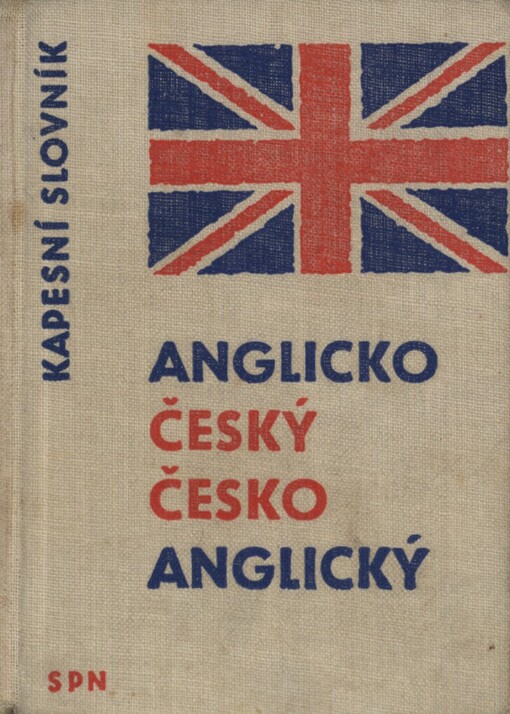 KAPESNÍ SLOVNÍK
ANGLICKO
ČESKÝ
ČESKO
ANGLICKÝ
SPN